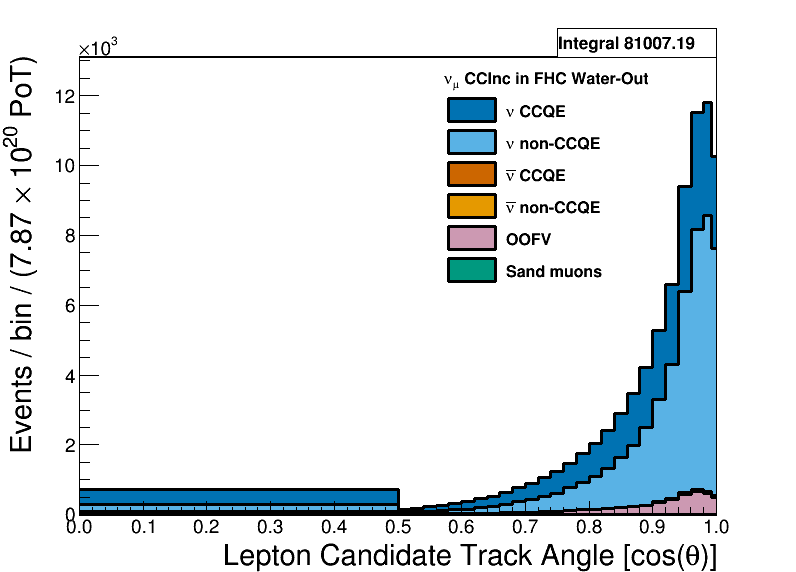 ×10³
Integral 81007.19
ν_μ CCInc in FHC Water-Out
ν CCQE
ν non-CCQE
ν̅ CCQE
ν̅ non-CCQE
OOFV
Sand muons
Events / bin / (7.87 × 10²⁰ PoT)
12
10
8
6
4
2
0
0.0 0.1 0.2 0.3 0.4 0.5 0.6 0.7 0.8 0.9 1.0
Lepton Candidate Track Angle [cos(θ)]